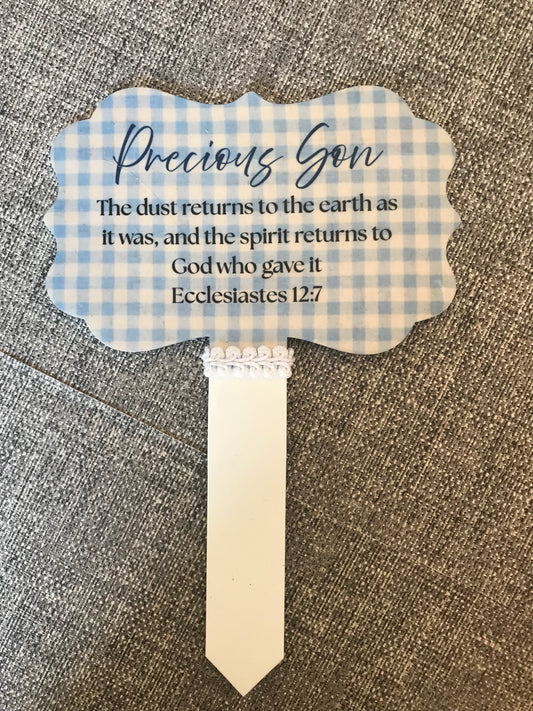 Precious Son
The dust returns to the earth as
it was, and the spirit returns to
God who gave it
Ecclesiastes 12:7